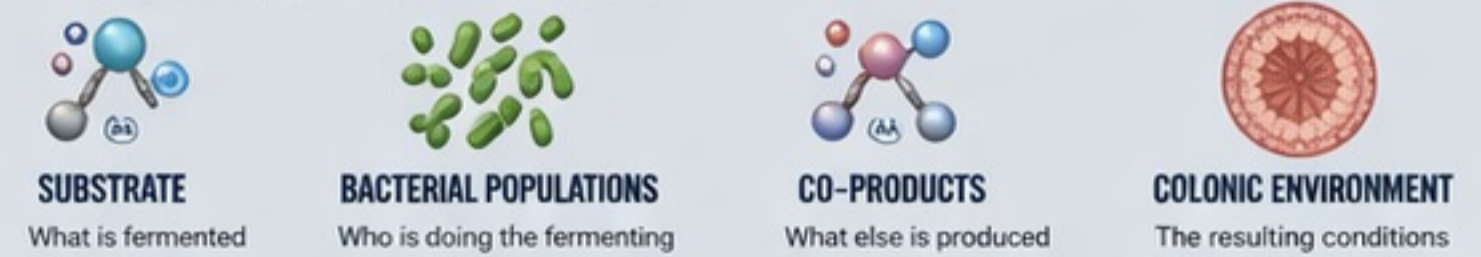 SUBSTRATE
What is fermented
BACTERIAL POPULATIONS
Who is doing the fermenting
CO-PRODUCTS
What else is produced
COLONIC ENVIRONMENT
The resulting conditions